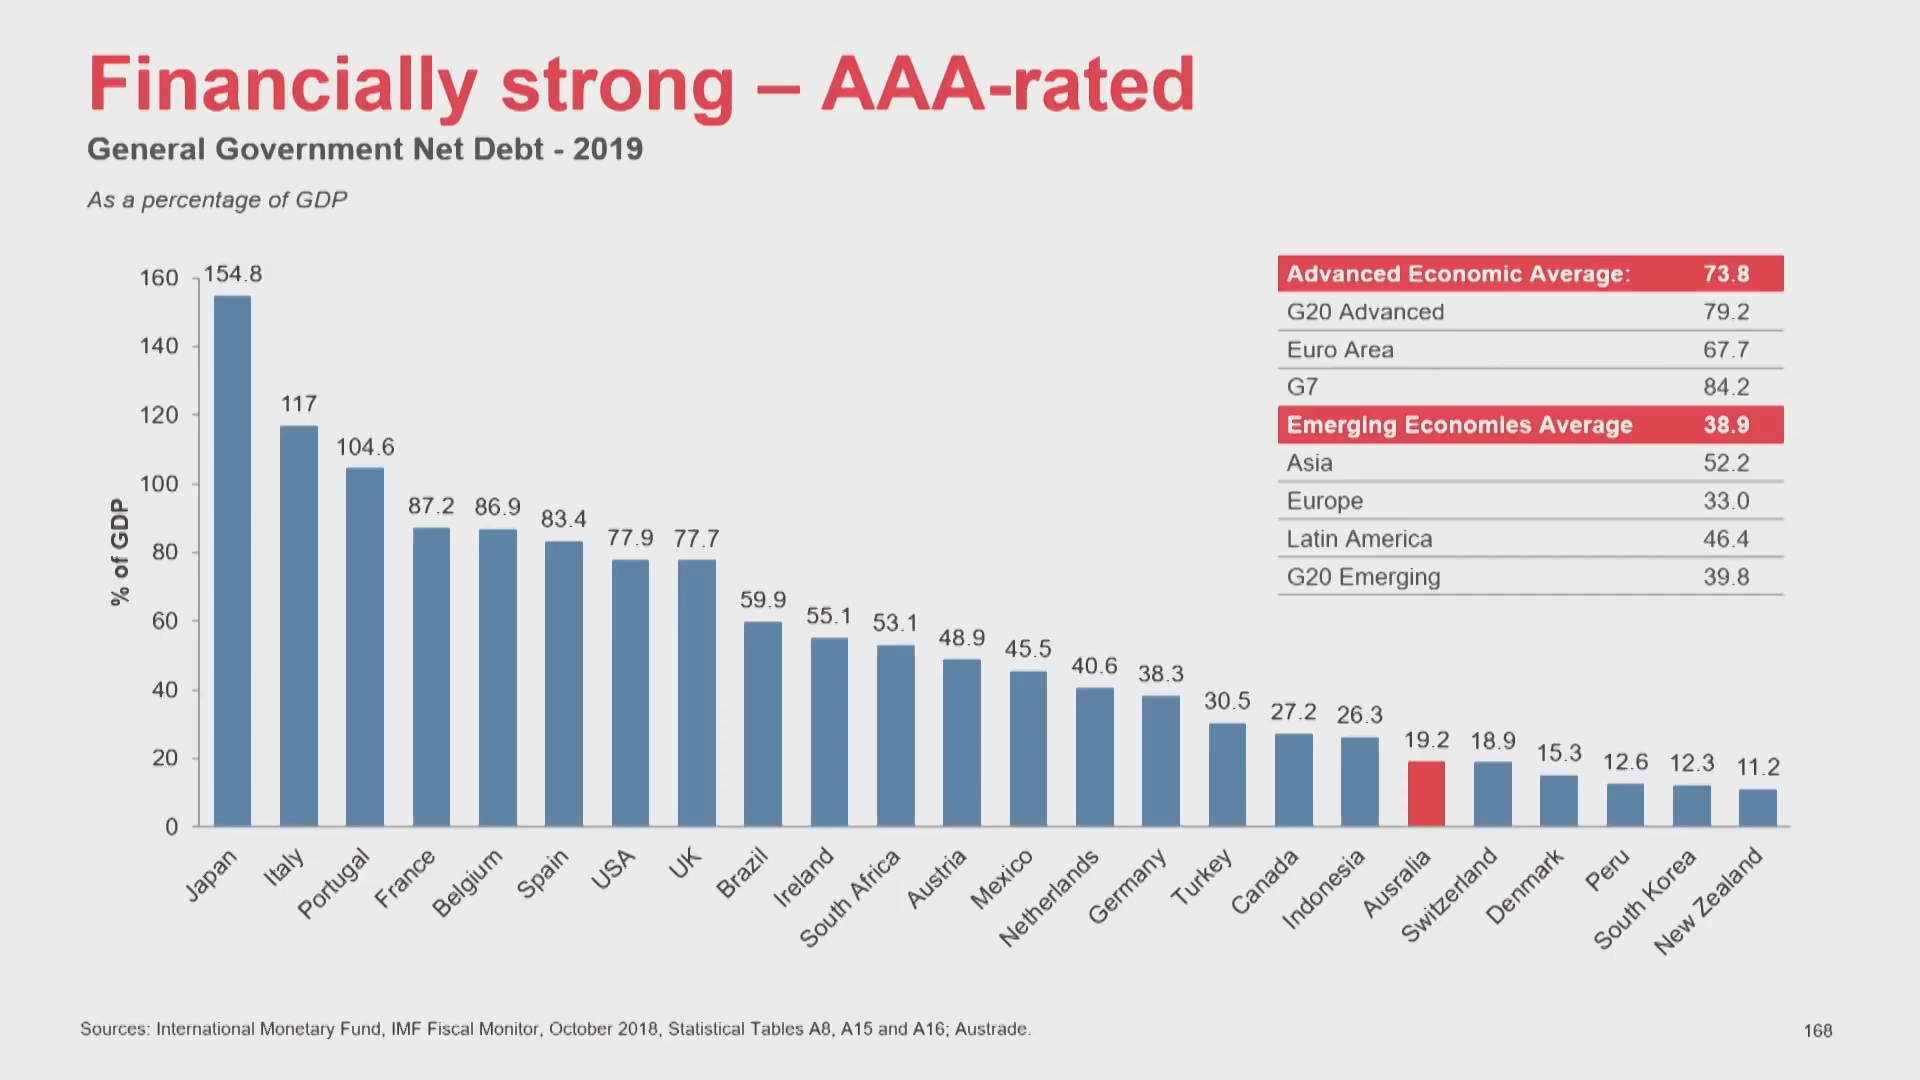 Financially strong – AAA-rated
General Government Net Debt - 2019
As a percentage of GDP
Advanced Economic Average: 73.8
G20 Advanced 79.2
Euro Area 67.7
G7 84.2
Emerging Economies Average 38.9
Asia 52.2
Europe 33.0
Latin America 46.4
G20 Emerging 39.8
% of GDP
160
140
120
100
80
60
40
20
0
154.8
117
104.6
87.2
86.9
83.4
77.9
77.7
59.9
55.1
53.1
48.9
45.5
40.6
38.3
30.5
27.2
26.3
19.2
18.9
15.3
12.6
12.3
11.2
Japan
Italy
Portugal
France
Belgium
Spain
USA
UK
Brazil
Ireland
South Africa
Austria
Mexico
Netherlands
Germany
Turkey
Canada
Indonesia
Ausralia
Switzerland
Denmark
Peru
South Korea
New Zealand
Sources: International Monetary Fund, IMF Fiscal Monitor, October 2018, Statistical Tables A8, A15 and A16; Austrade.
168